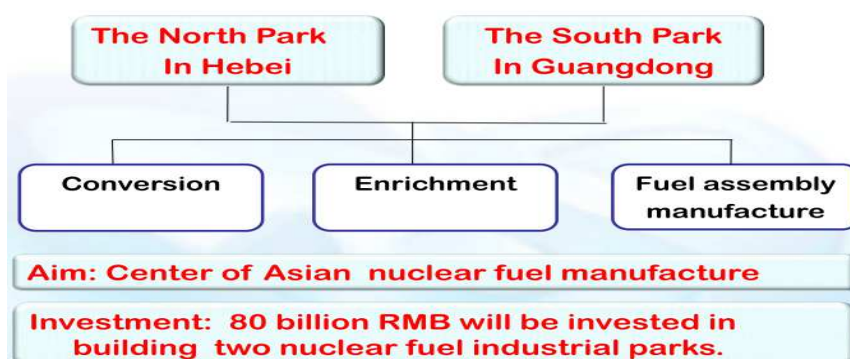 The North Park
In Hebei
The South Park
In Guangdong
Conversion
Enrichment
Fuel assembly
manufacture
Aim: Center of Asian nuclear fuel manufacture
Investment: 80 billion RMB will be invested in
building two nuclear fuel industrial parks.